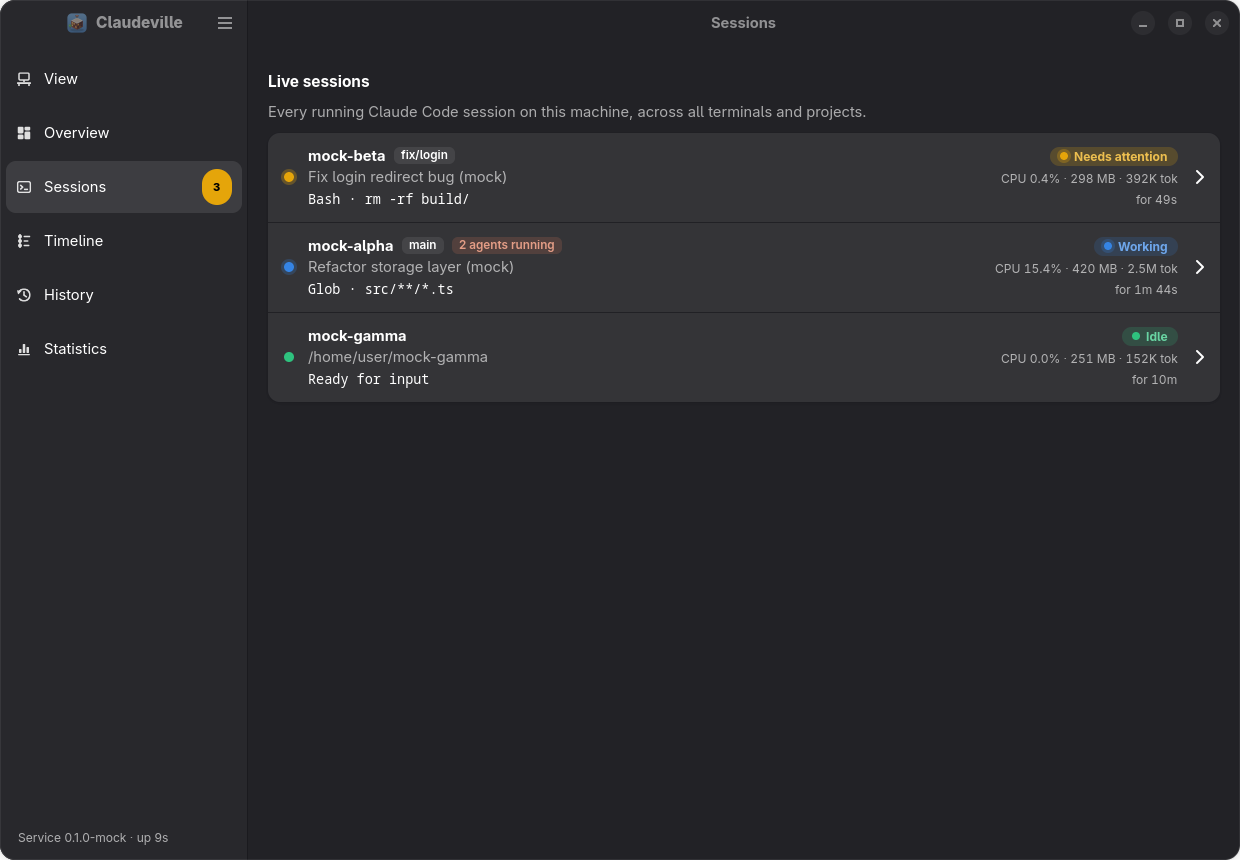 Claudeville
Sessions
View
Overview
Sessions 3
Timeline
History
Statistics
Service 0.1.0-mock · up 9s
Live sessions
Every running Claude Code session on this machine, across all terminals and projects.
mock-beta fix/login
Fix login redirect bug (mock)
Bash · rm -rf build/
Needs attention
CPU 0.4% · 298 MB · 392K tok
for 49s
mock-alpha main 2 agents running
Refactor storage layer (mock)
Glob · src/**/*.ts
Working
CPU 15.4% · 420 MB · 2.5M tok
for 1m 44s
mock-gamma
/home/user/mock-gamma
Ready for input
Idle
CPU 0.0% · 251 MB · 152K tok
for 10m